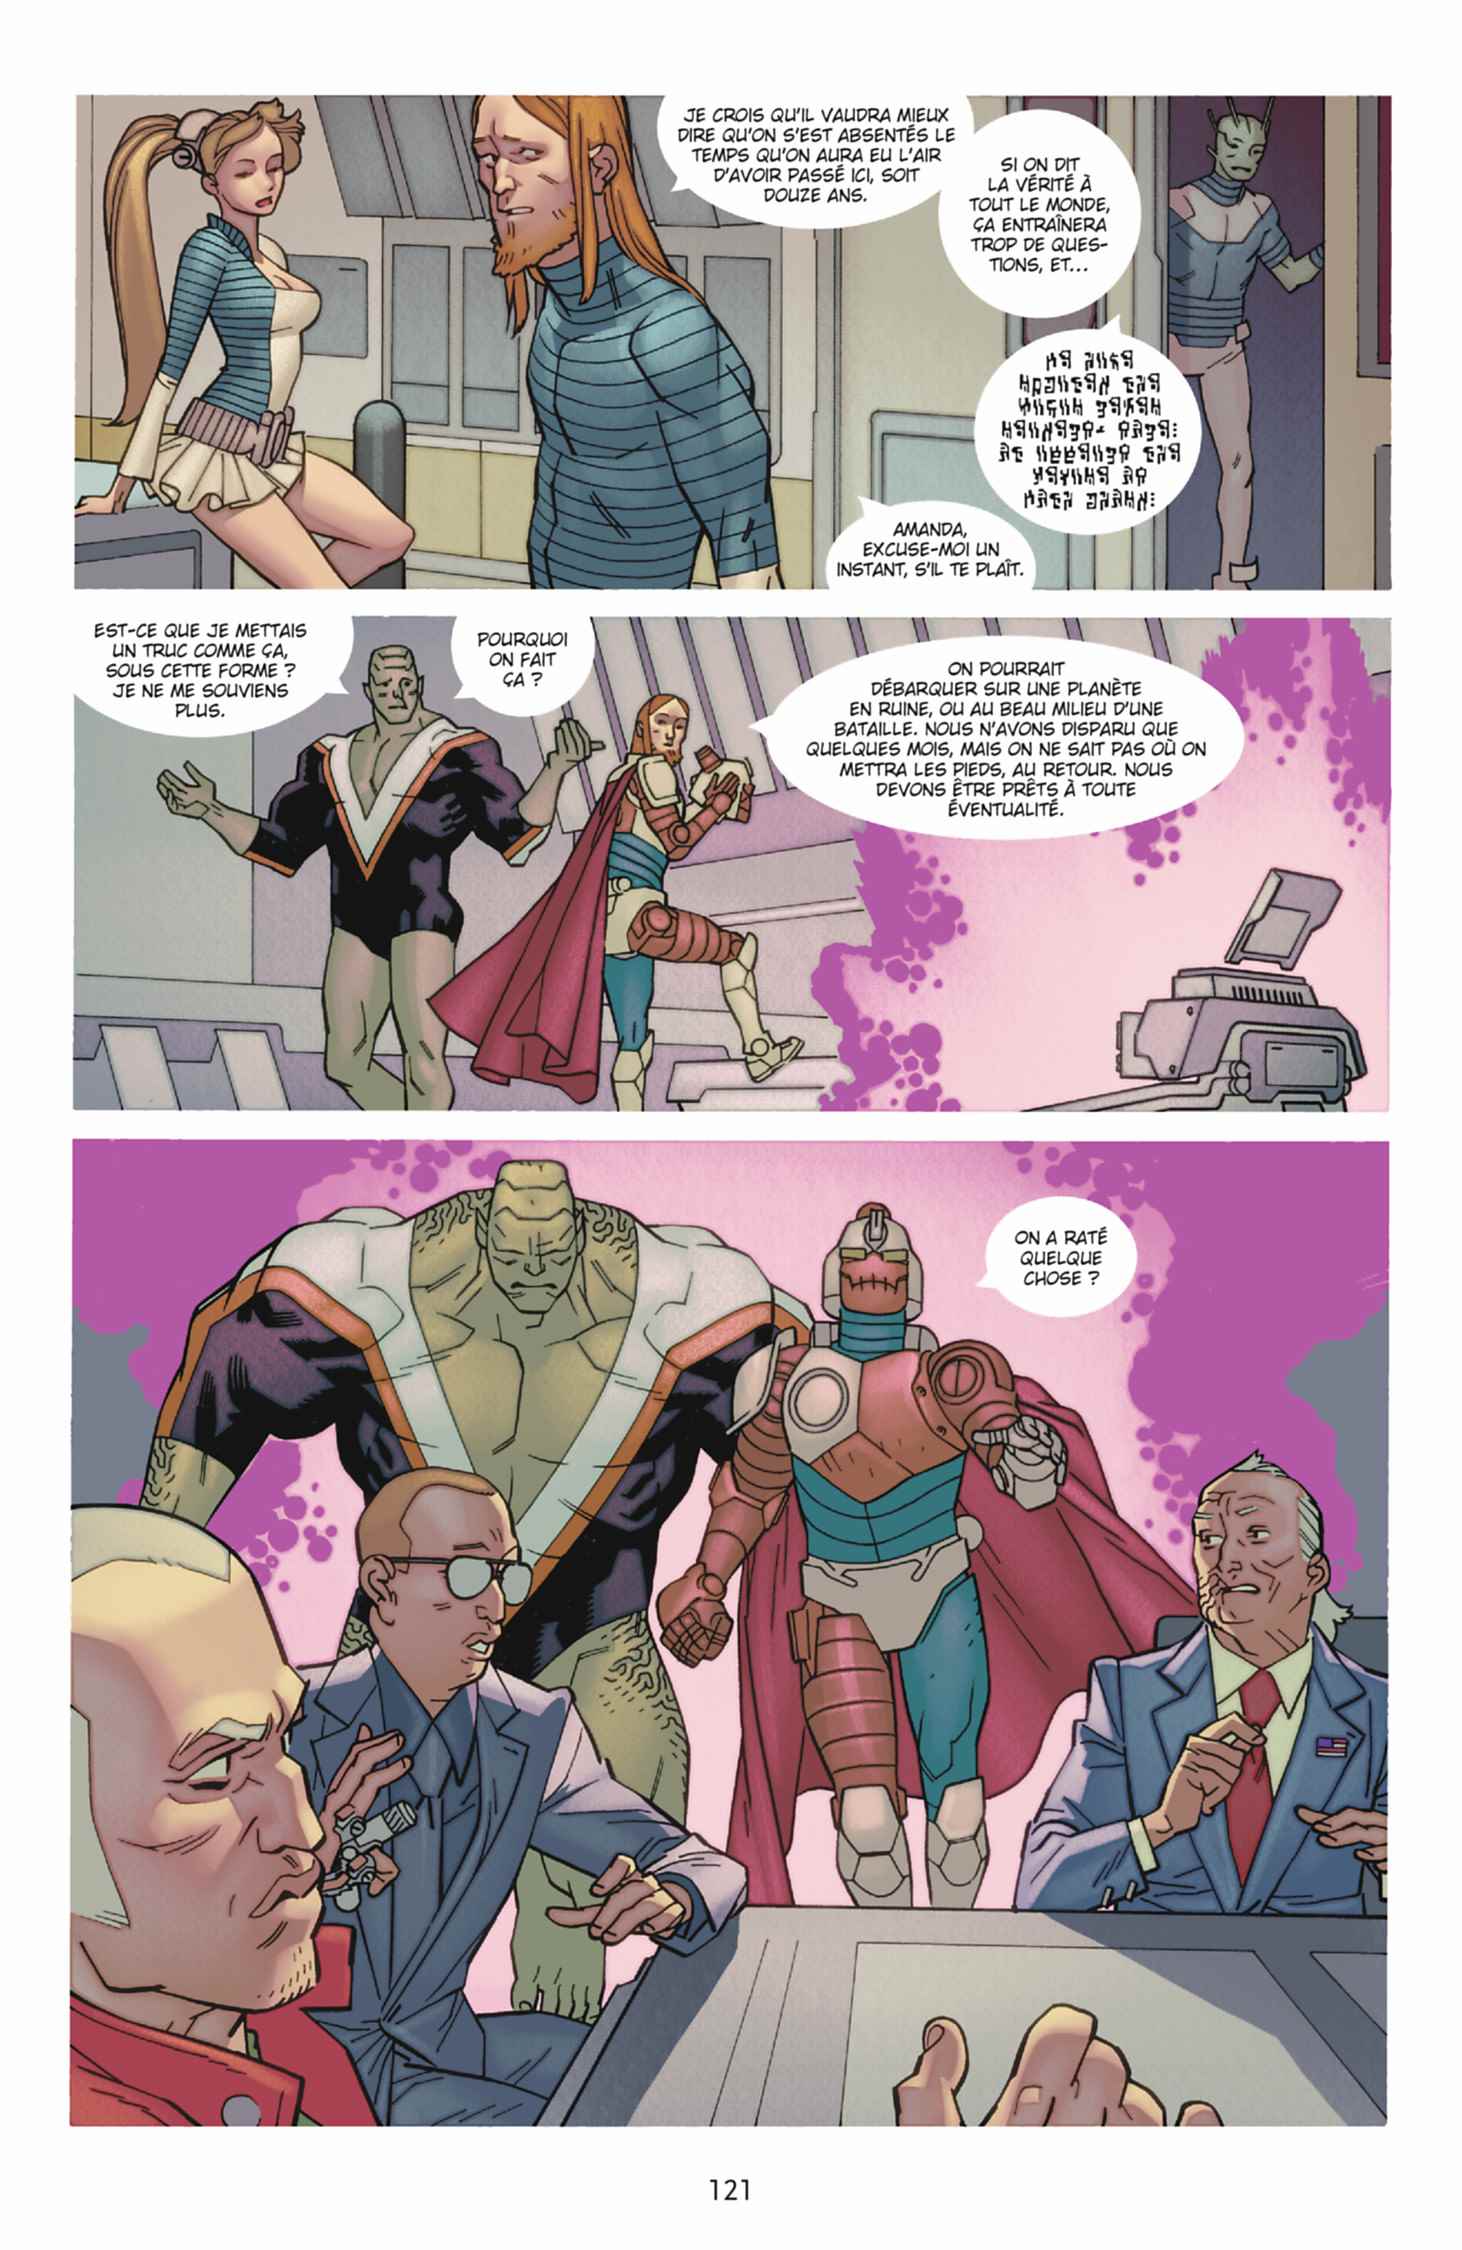 JE CROIS QU'IL VAUDRA MIEUX
DIRE QU'ON S'EST ABSENTÉS LE
TEMPS QU'ON AURA EU L'AIR
D'AVOIR PASSÉ ICI, SOIT
DOUZE ANS.
SI ON DIT
LA VÉRITÉ À
TOUT LE MONDE,
ÇA ENTRAÎNERA
TROP DE QUES-
TIONS, ET...
AMANDA,
EXCUSE-MOI UN
INSTANT, S'IL TE PLAÎT.
EST-CE QUE JE METTAIS
UN TRUC COMME ÇA,
SOUS CETTE FORME ?
JE NE ME SOUVIENS
PLUS.
POURQUOI
ON FAIT
ÇA ?
ON POURRAIT
DÉBARQUER SUR UNE PLANÈTE
EN RUINE, OU AU BEAU MILIEU D'UNE
BATAILLE. NOUS N'AVONS DISPARU QUE
QUELQUES MOIS, MAIS ON NE SAIT PAS OÙ ON
METTRA LES PIEDS, AU RETOUR. NOUS
DEVONS ÊTRE PRÊTS À TOUTE
ÉVENTUALITÉ.
ON A RATÉ
QUELQUE
CHOSE ?
121